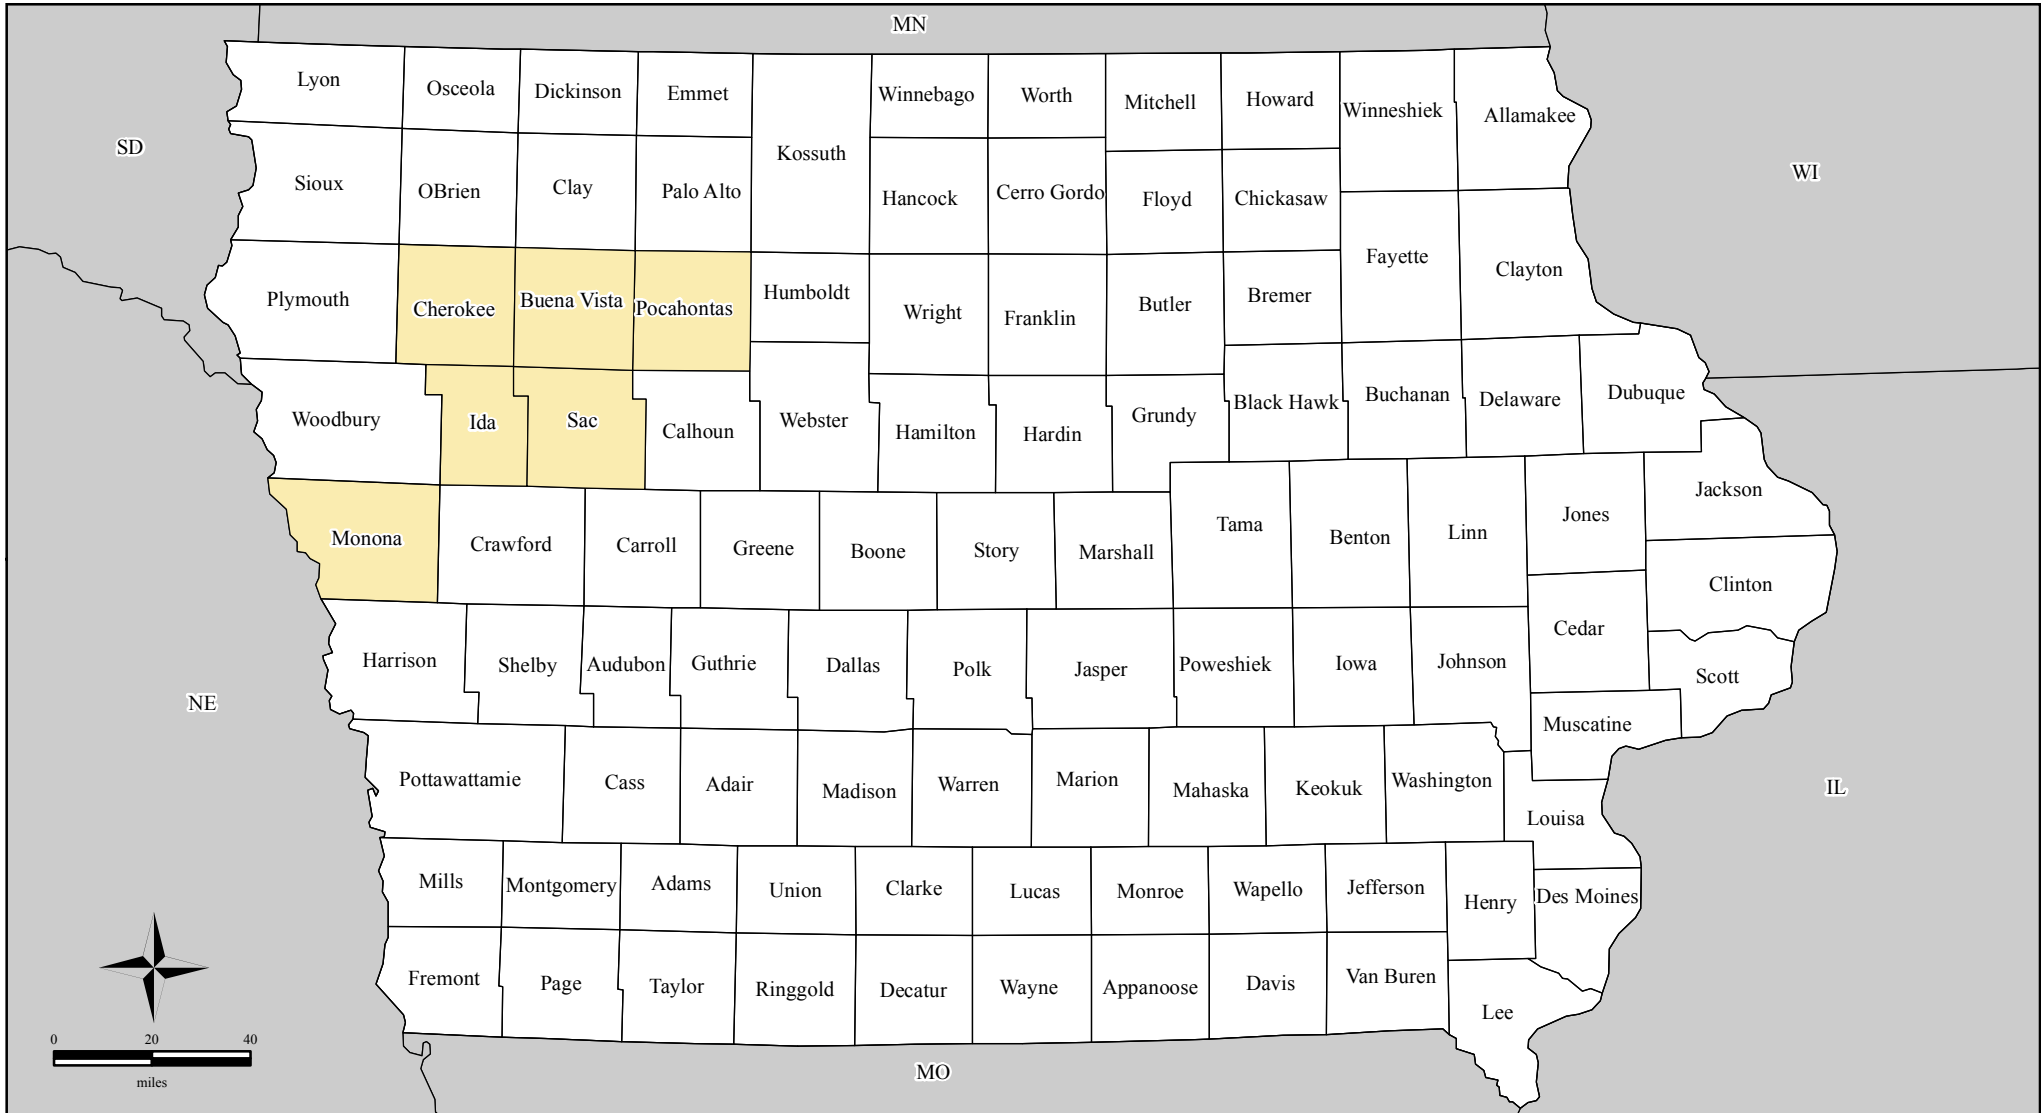 MN
Lyon
Osceola
Dickinson
Emmet
Kossuth
Winnebago
Worth
Mitchell
Howard
Winneshiek
Allamakee
SD
WI
Sioux
OBrien
Clay
Palo Alto
Hancock
Cerro Gordo
Floyd
Chickasaw
Fayette
Clayton
Plymouth
Cherokee
Buena Vista
Pocahontas
Humboldt
Wright
Franklin
Butler
Bremer
Woodbury
Ida
Sac
Calhoun
Webster
Hamilton
Hardin
Grundy
Black Hawk
Buchanan
Delaware
Dubuque
Monona
Crawford
Carroll
Greene
Boone
Story
Marshall
Tama
Benton
Linn
Jones
Jackson
Clinton
Cedar
Harrison
Shelby
Audubon
Guthrie
Dallas
Polk
Jasper
Poweshiek
Iowa
Johnson
Scott
NE
Muscatine
IL
Pottawattamie
Cass
Adair
Madison
Warren
Marion
Mahaska
Keokuk
Washington
Louisa
Mills
Montgomery
Adams
Union
Clarke
Lucas
Monroe
Wapello
Jefferson
Henry
Des Moines
Fremont
Page
Taylor
Ringgold
Decatur
Wayne
Appanoose
Davis
Van Buren
Lee
0 20 40
miles
MO